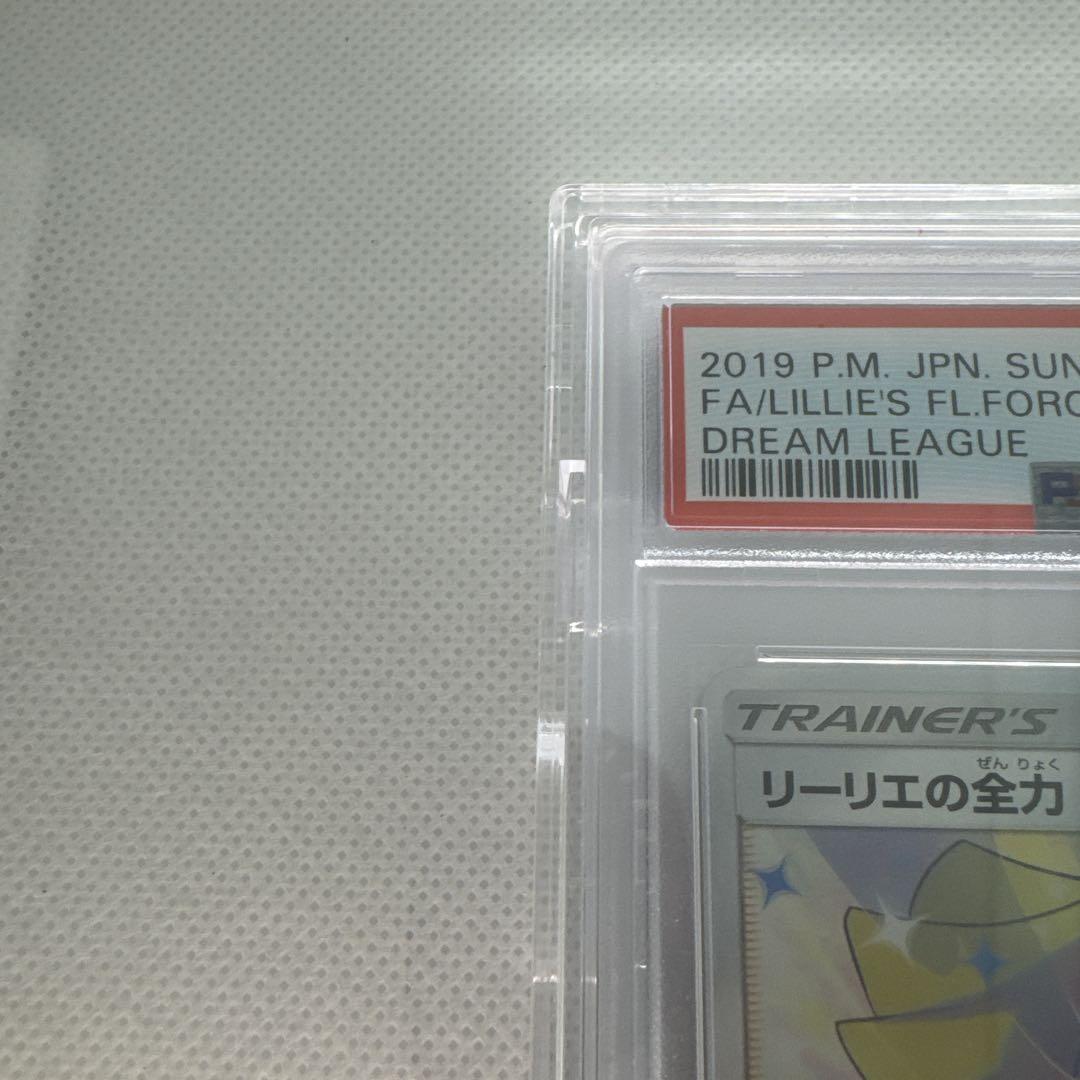 2019 P.M. JPN. SUN
FA/LILLIE'S FL.FORC
DREAM LEAGUE
TRAINER'S
ぜんりょく
リーリエの全力